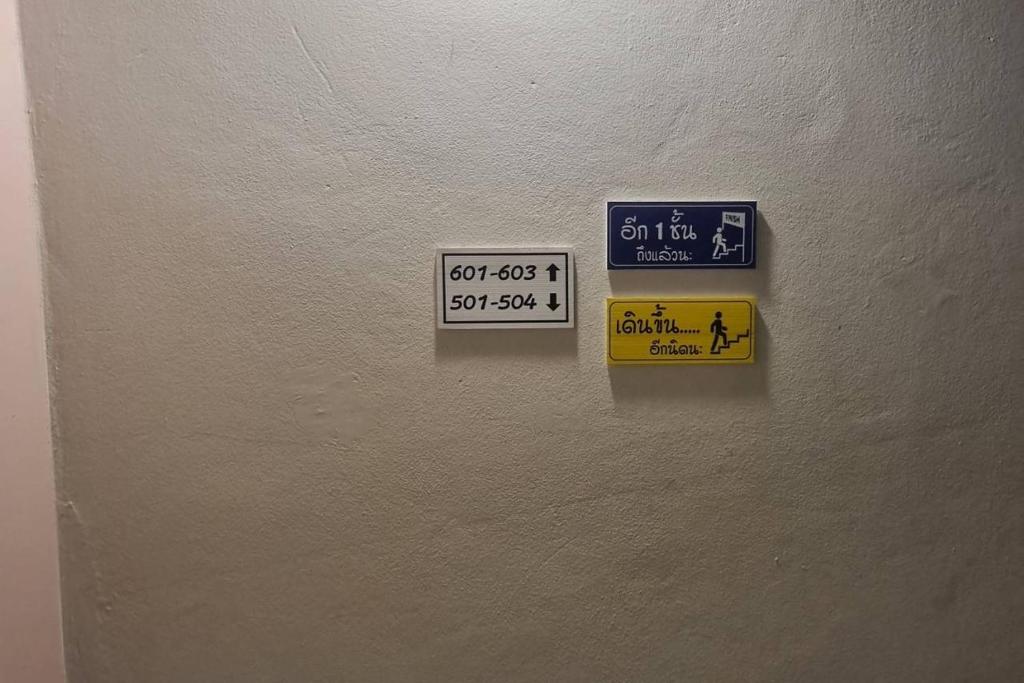 601-603 ↑
501-504 ↓
อีก 1 ชั้น
ถึงแล้วนะ
FINISH
เดินขึ้น.....
อีกนิดนะ